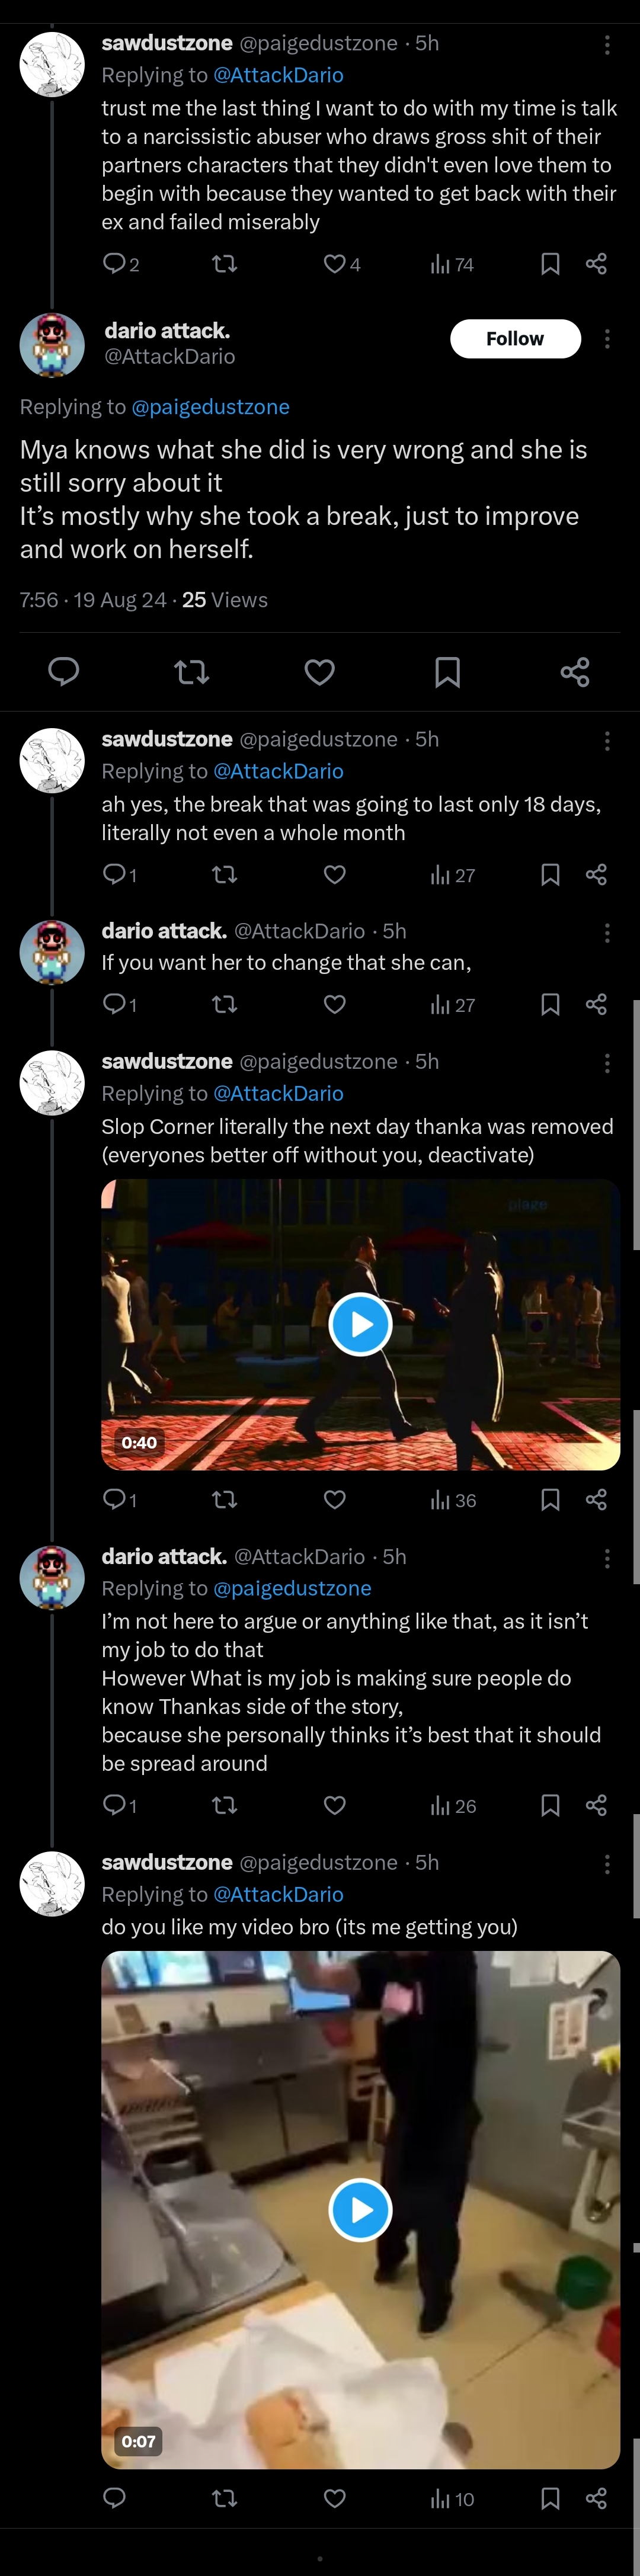 sawdustzone @paigedustzone · 5h
Replying to @AttackDario
trust me the last thing I want to do with my time is talk
to a narcissistic abuser who draws gross shit of their
partners characters that they didn't even love them to
begin with because they wanted to get back with their
ex and failed miserably
2 4 74
dario attack.
Follow
@AttackDario
Replying to @paigedustzone
Mya knows what she did is very wrong and she is
still sorry about it
It's mostly why she took a break, just to improve
and work on herself.
7:56 · 19 Aug 24 · 25 Views
sawdustzone @paigedustzone · 5h
Replying to @AttackDario
ah yes, the break that was going to last only 18 days,
literally not even a whole month
1 27
dario attack. @AttackDario · 5h
If you want her to change that she can,
1 27
sawdustzone @paigedustzone · 5h
Replying to @AttackDario
Slop Corner literally the next day thanka was removed
(everyones better off without you, deactivate)
plage
0:40
1 36
dario attack. @AttackDario · 5h
Replying to @paigedustzone
I'm not here to argue or anything like that, as it isn't
my job to do that
However What is my job is making sure people do
know Thankas side of the story,
because she personally thinks it's best that it should
be spread around
1 26
sawdustzone @paigedustzone · 5h
Replying to @AttackDario
do you like my video bro (its me getting you)
0:07
10